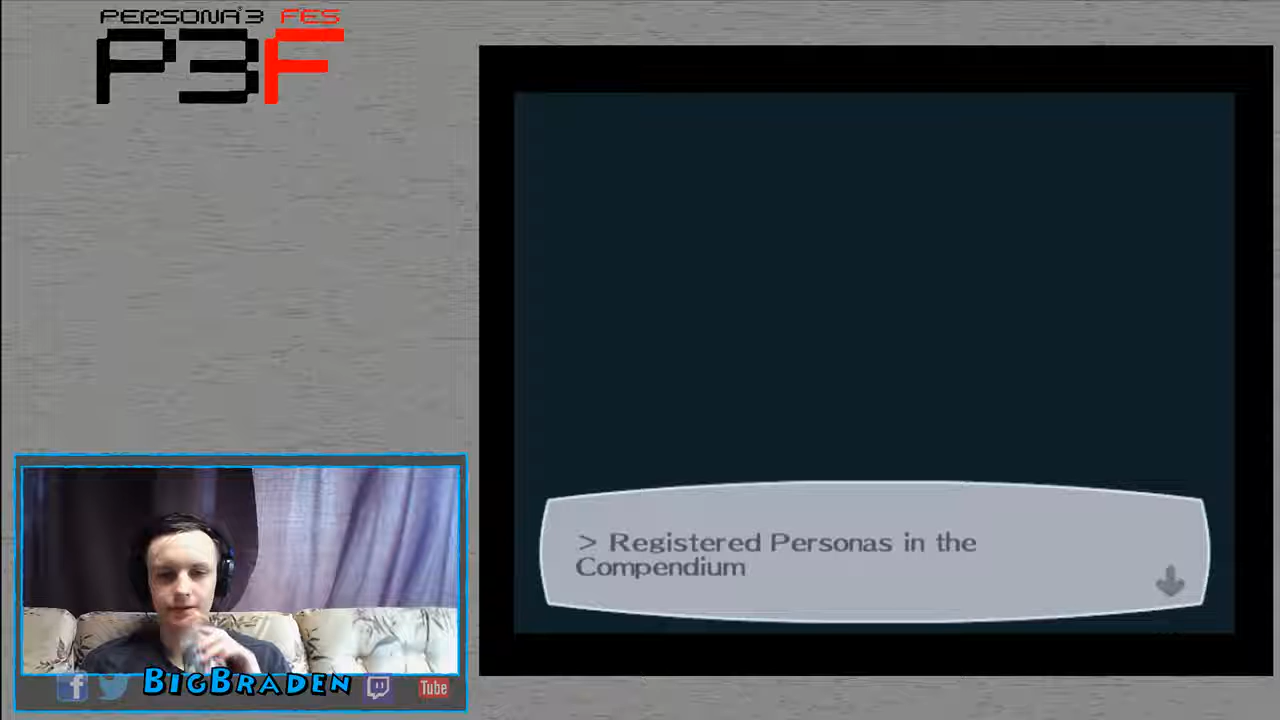 PERSONA®3 FES
P3F
> Registered Personas in the
Compendium
BIGBRADEN
Tube